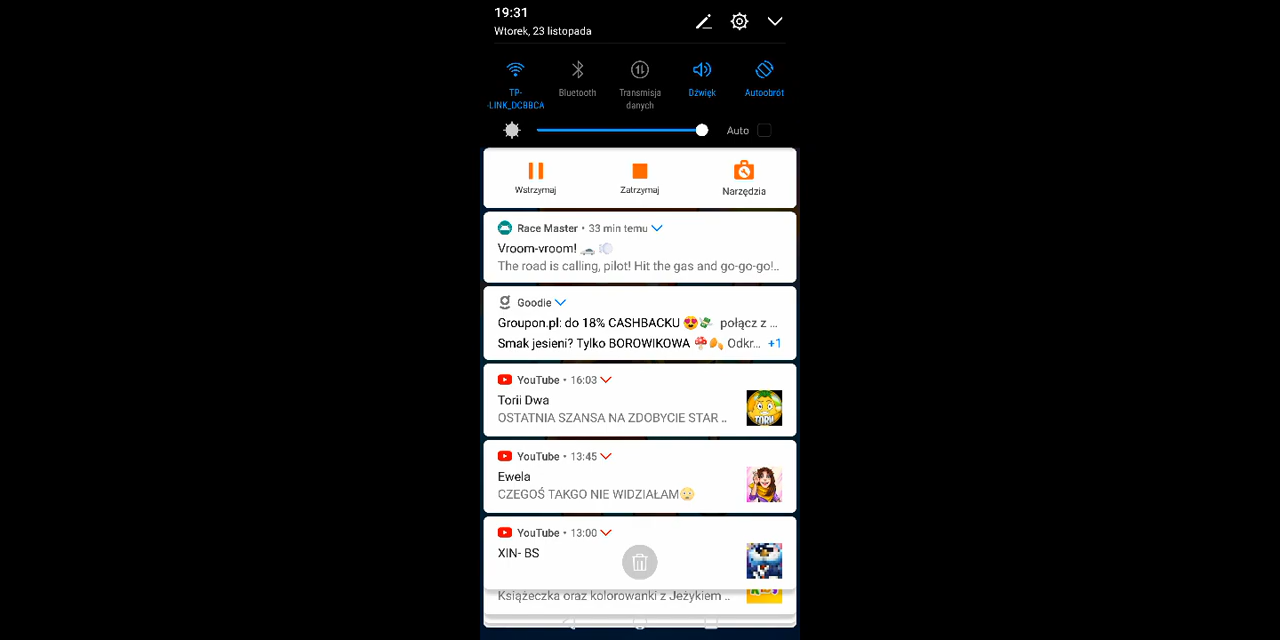 19:31
Wtorek, 23 listopada
TP-
-LINK_DCBBCA
Bluetooth
Transmisja
danych
Dźwięk
Autoobrót
Auto
Wstrzymaj
Zatrzymaj
Narzędzia
Race Master • 33 min temu
Vroom-vroom! 🚗💨
The road is calling, pilot! Hit the gas and go-go-go!..
Goodie
Groupon.pl: do 18% CASHBACKU 😍💸 połącz z ...
Smak jesieni? Tylko BOROWIKOWA 🍄🍂 Odkr... +1
YouTube • 16:03
Torii Dwa
OSTATNIA SZANSA NA ZDOBYCIE STAR ..
TORII
YouTube • 13:45
Ewela
CZEGOŚ TAKGO NIE WIDZIAŁAM😳
YouTube • 13:00
XIN- BS
Książeczka oraz kolorowanki z Jeżykiem ..